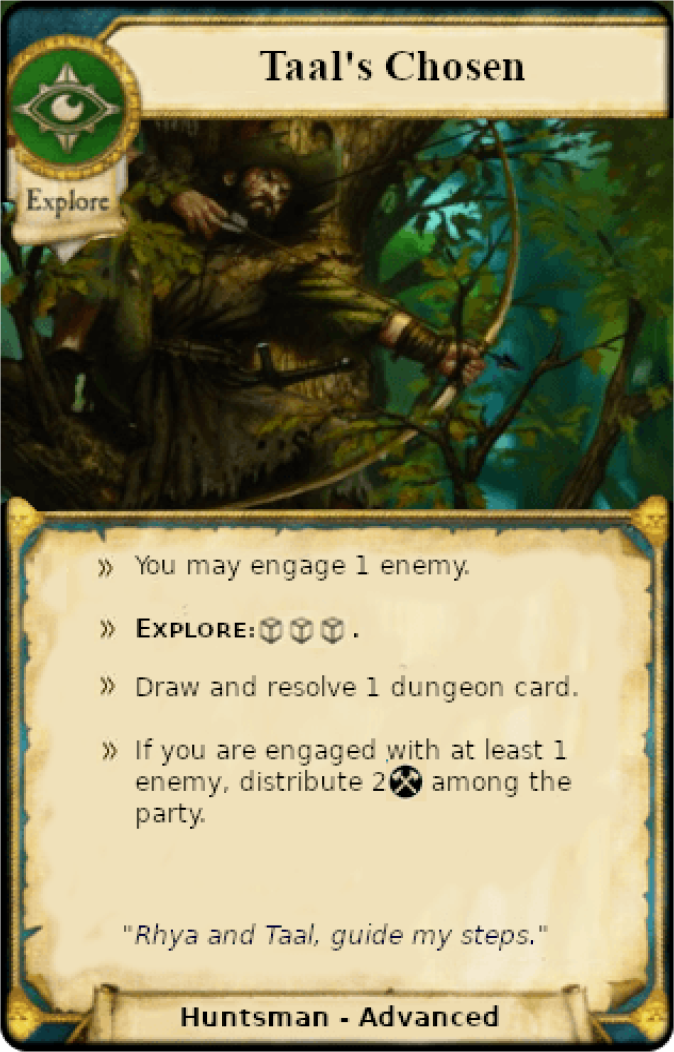 Taal's Chosen
Explore
» You may engage 1 enemy.
» EXPLORE: .
» Draw and resolve 1 dungeon card.
» If you are engaged with at least 1
enemy, distribute 2 among the
party.
"Rhya and Taal, guide my steps."
Huntsman - Advanced